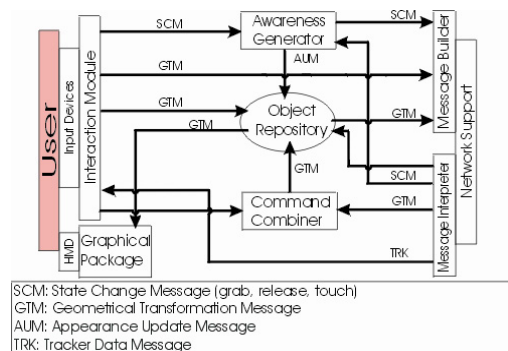 User
Input Devices
HMD
Interaction Module
Graphical
Package
SCM
GTM
GTM
GTM
Awareness
Generator
AUM
Object
Repository
GTM
Command
Combiner
SCM
GTM
GTM
SCM
GTM
TRK
Message Builder
Message Interpreter
Network Support
SCM: State Change Message (grab, release, touch)
GTM: Geometrical Transformation Message
AUM: Appearance Update Message
TRK: Tracker Data Message